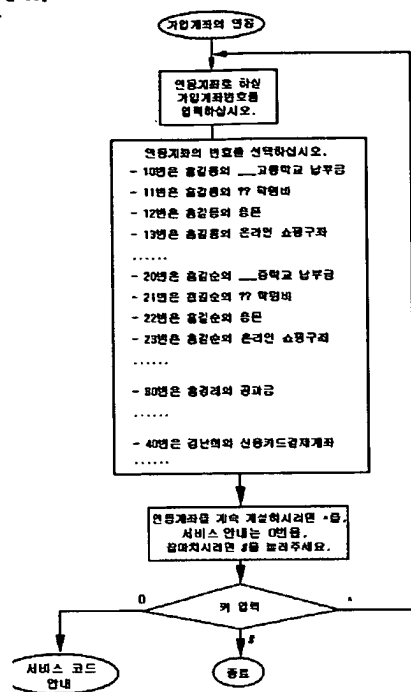 가입계좌의 연동
연동계좌로 하실
가입계좌번호를
입력하십시오.
연동계좌의 번호를 선택하십시오.
- 10번은 홍길동의 ___고등학교 납부금
- 11번은 홍길동의 ?? 학원비
- 12번은 홍길동의 용돈
- 13번은 홍길동의 온라인 쇼핑구좌
......
- 20번은 홍길순의 ___중학교 납부금
- 21번은 홍길순의 ?? 학원비
- 22번은 홍길순의 용돈
- 23번은 홍길순의 온라인 쇼핑구좌
......
- 80번은 홍경래의 공과금
......
- 40번은 김난희의 신용카드결제계좌
......
연동계좌를 계속 개설하시려면 *를,
서비스 안내는 0번을,
끝마치시려면 #을 눌러주세요.
0
키 입력
*
#
서비스 코드
안내
종료